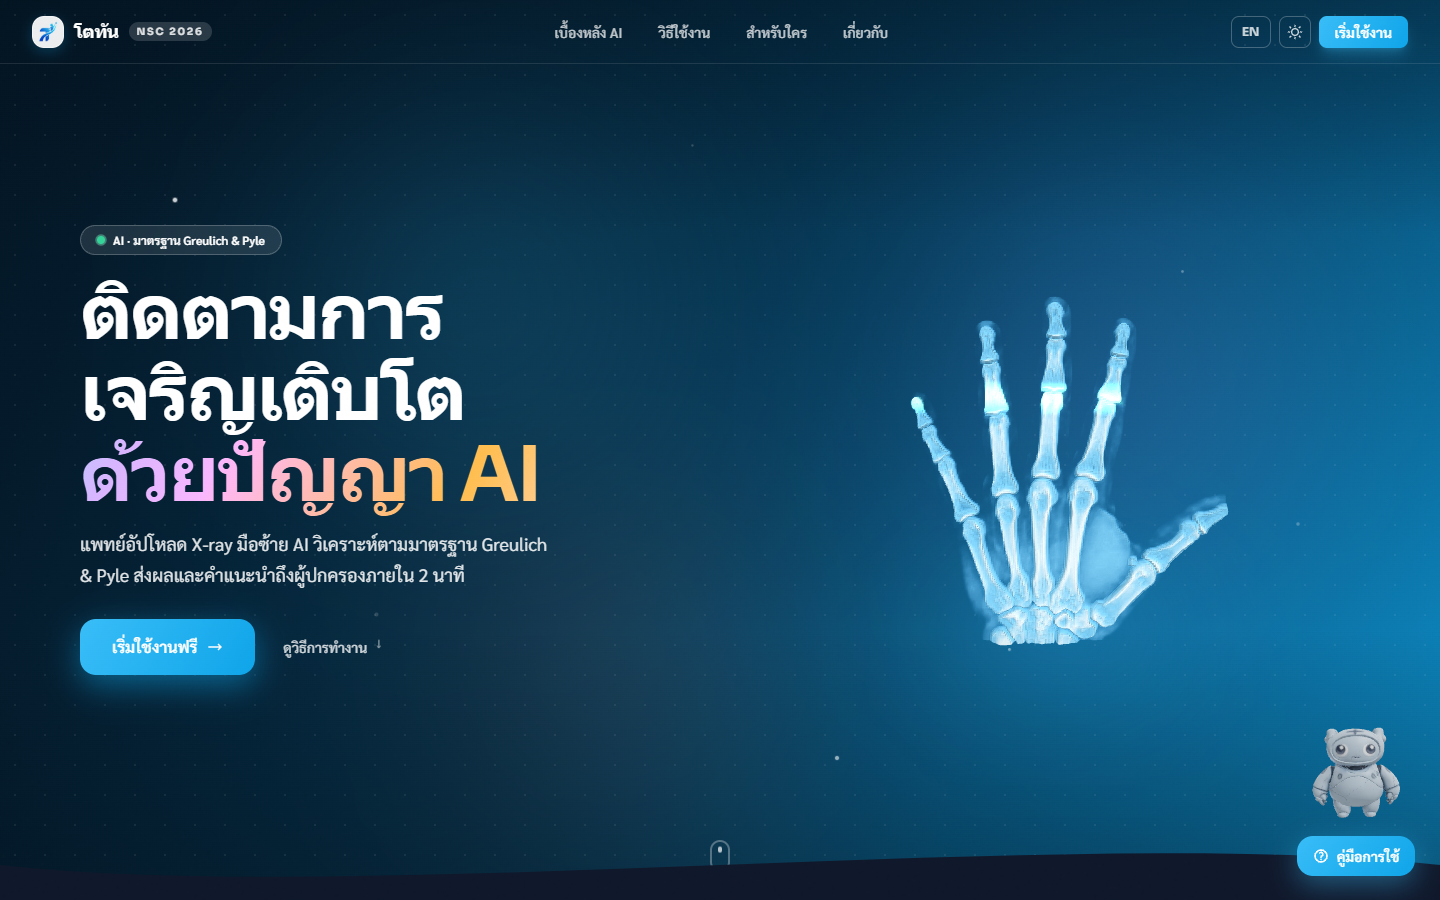 โตทัน
NSC 2026
เบื้องหลัง AI
วิธีใช้งาน
สำหรับใคร
เกี่ยวกับ
EN
เริ่มใช้งาน
AI · มาตรฐาน Greulich & Pyle
ติดตามการ
เจริญเติบโต
ด้วยปัญญา AI
แพทย์อัปโหลด X-ray มือซ้าย AI วิเคราะห์ตามมาตรฐาน Greulich
& Pyle ส่งผลและคำแนะนำถึงผู้ปกครองภายใน 2 นาที
เริ่มใช้งานฟรี →
ดูวิธีการทำงาน ↓
คู่มือการใช้